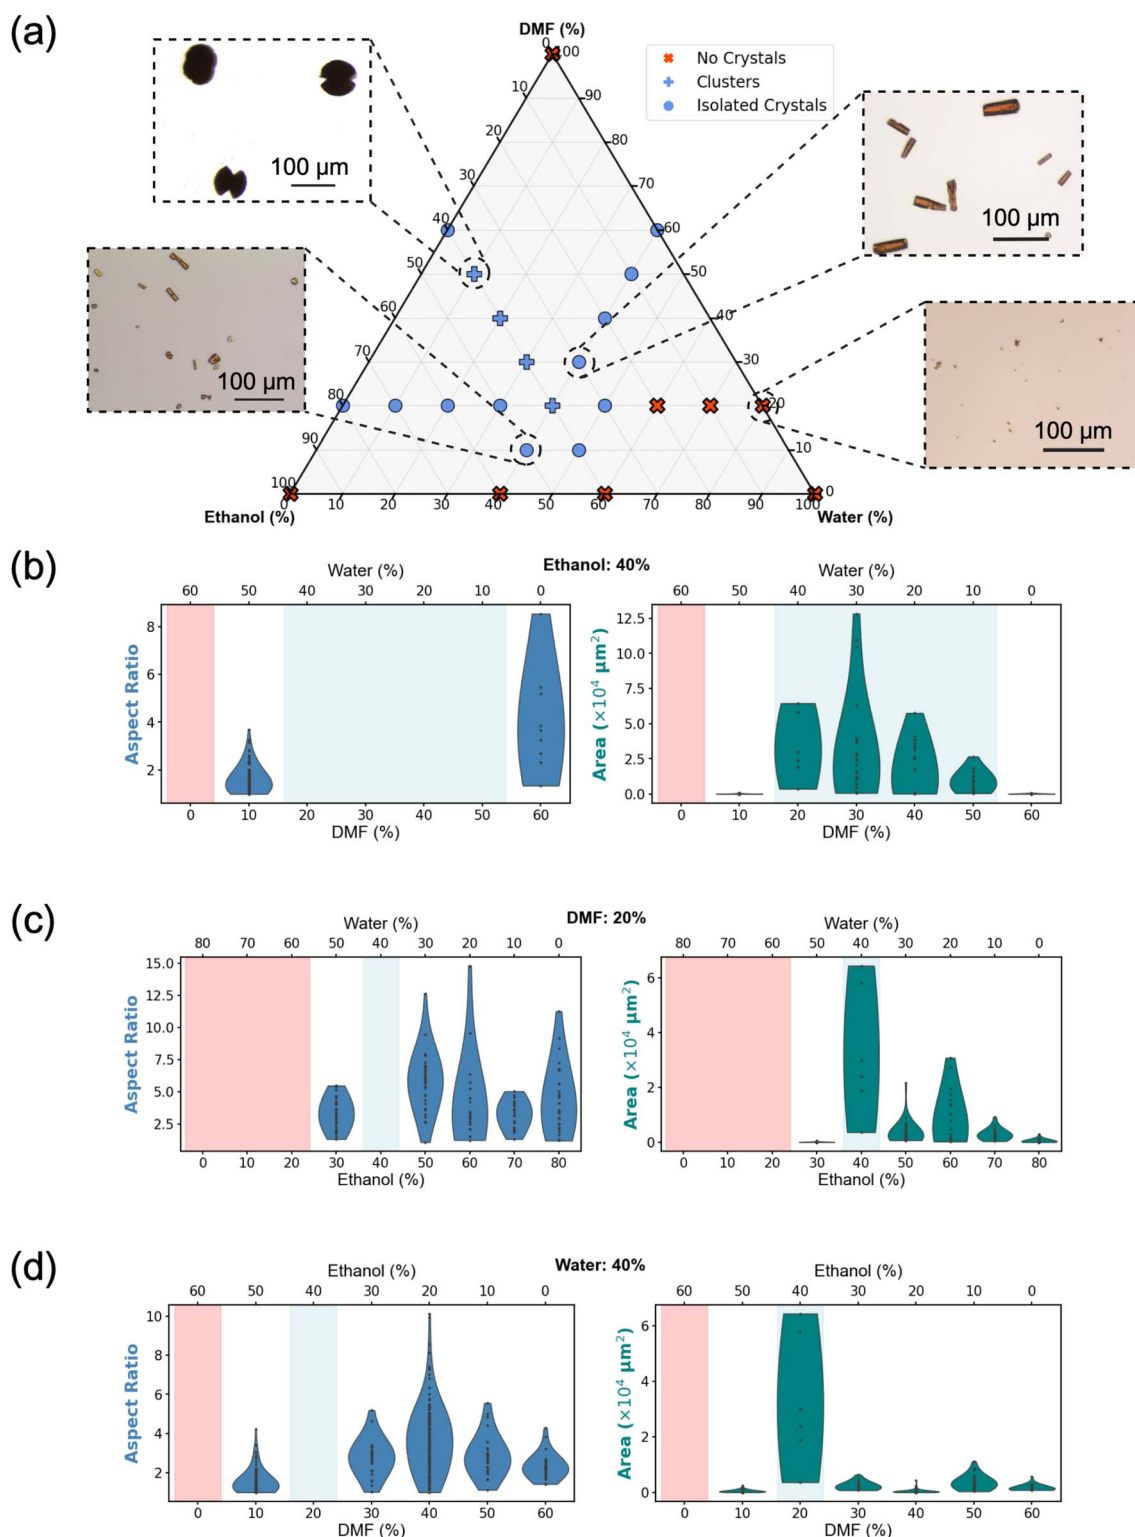 (a)
DMF (%)
0 100
No Crystals
Clusters
Isolated Crystals
10 90
20 80
30 70
40 60
50 50
60 40
70 30
80 20
90 10
100 0
0 10 20 30 40 50 60 70 80 90 100
Ethanol (%) Water (%)
100 µm
100 µm
100 µm
100 µm
(b)
Ethanol: 40%
Water (%)
60 50 40 30 20 10 0
Aspect Ratio
8
6
4
2
0 10 20 30 40 50 60
DMF (%)
Water (%)
60 50 40 30 20 10 0
Area (×10⁴ µm²)
12.5
10.0
7.5
5.0
2.5
0.0
0 10 20 30 40 50 60
DMF (%)
(c)
DMF: 20%
Water (%)
80 70 60 50 40 30 20 10 0
Aspect Ratio
15.0
12.5
10.0
7.5
5.0
2.5
0 10 20 30 40 50 60 70 80
Ethanol (%)
Water (%)
80 70 60 50 40 30 20 10 0
Area (×10⁴ µm²)
6
4
2
0
0 10 20 30 40 50 60 70 80
Ethanol (%)
(d)
Water: 40%
Ethanol (%)
60 50 40 30 20 10 0
Aspect Ratio
10
8
6
4
2
0 10 20 30 40 50 60
DMF (%)
Ethanol (%)
60 50 40 30 20 10 0
Area (×10⁴ µm²)
6
4
2
0
0 10 20 30 40 50 60
DMF (%)